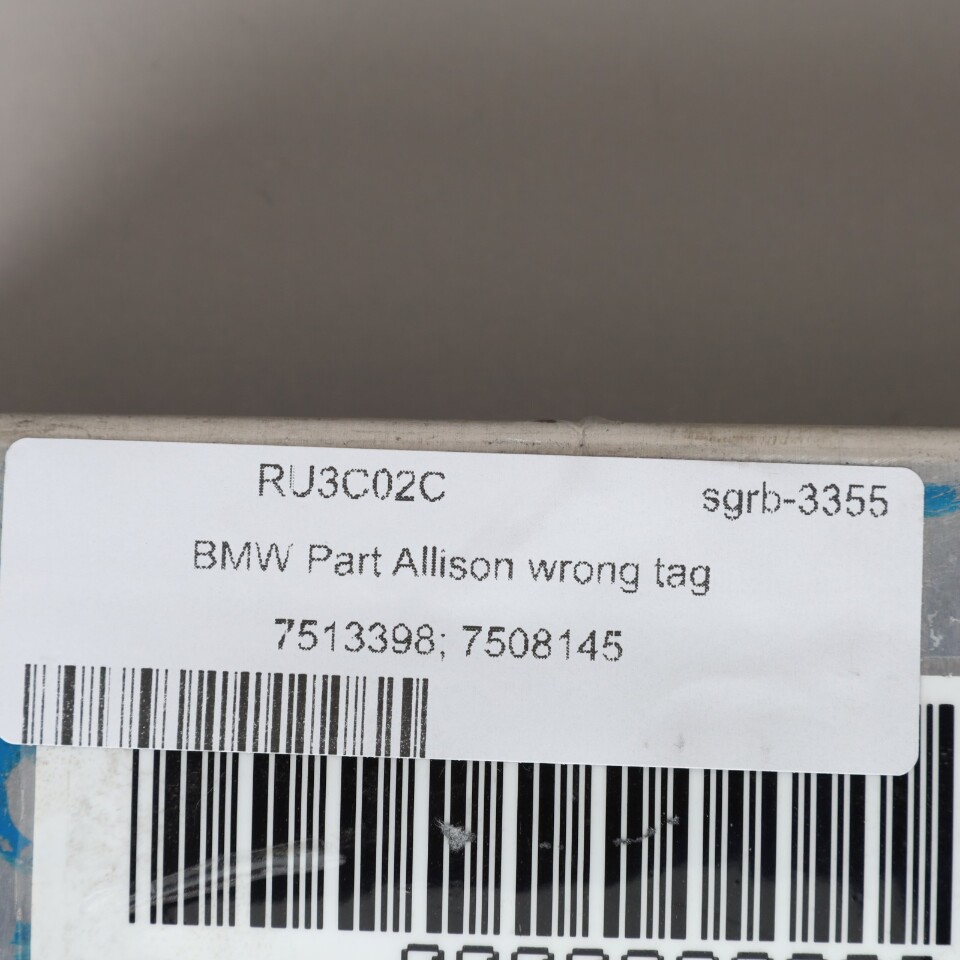 RU3C02C sgrb-3355
BMW Part Allison wrong tag
7513398; 7508145